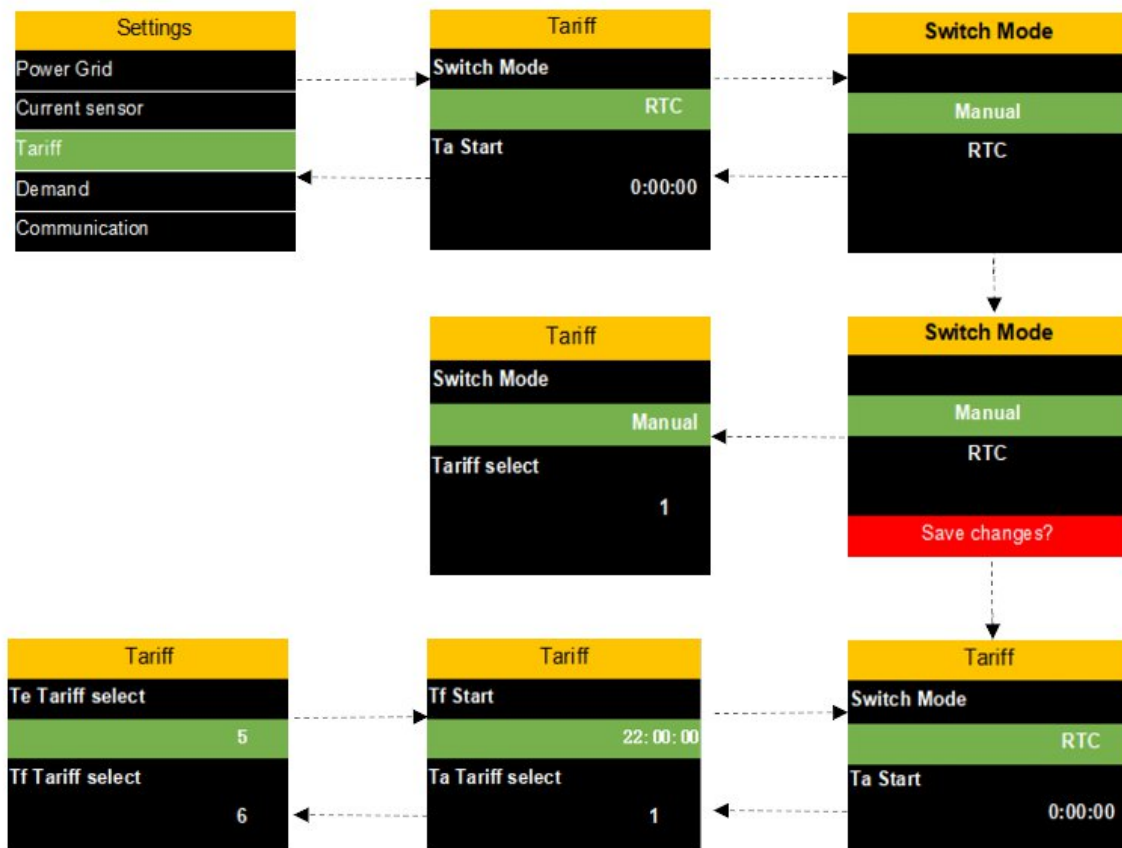 Settings
Power Grid
Current sensor
Tariff
Demand
Communication
Tariff
Switch Mode
RTC
Ta Start
0:00:00
Switch Mode
Manual
RTC
Tariff
Switch Mode
Manual
Tariff select
1
Switch Mode
Manual
RTC
Save changes?
Tariff
Te Tariff select
5
Tf Tariff select
6
Tariff
Tf Start
22:00:00
Ta Tariff select
1
Tariff
Switch Mode
RTC
Ta Start
0:00:00